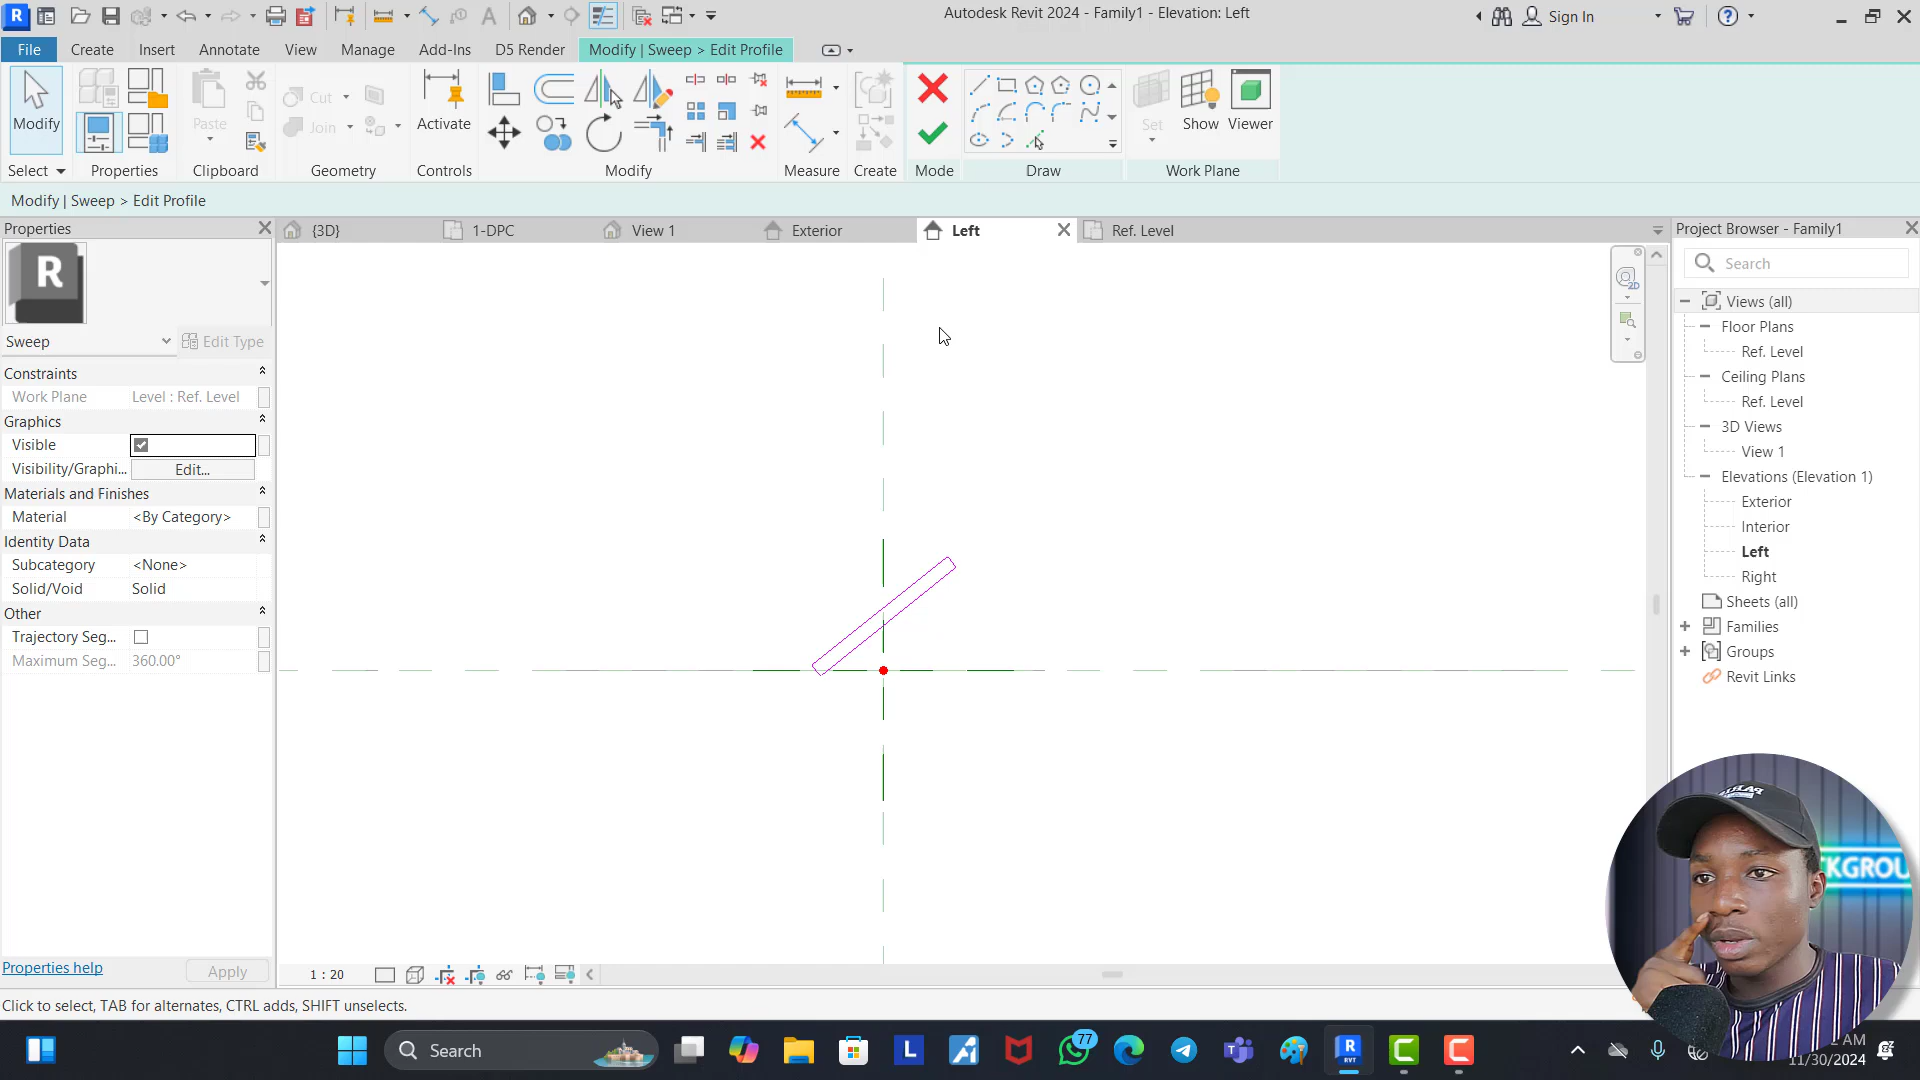 Autodesk Revit 2024 - Family1 - Elevation: Left
Sign In
File
Create
Insert
Annotate
View
Manage
Add-Ins
D5 Render
Modify | Sweep > Edit Profile
Modify
Paste
Cut
Join
Activate
Set
Show
Viewer
Select
Properties
Clipboard
Geometry
Controls
Modify
Measure
Create
Mode
Draw
Work Plane
Modify | Sweep > Edit Profile
Properties
{3D}
1-DPC
View 1
Exterior
Left
Ref. Level
Project Browser - Family1
R
Search
Sweep
Edit Type
Constraints
Work Plane
Level : Ref. Level
Graphics
Visible
Visibility/Graphi...
Edit...
Materials and Finishes
Material
<By Category>
Identity Data
Subcategory
<None>
Solid/Void
Solid
Other
Trajectory Seg...
Maximum Seg...
360.00°
2D
Views (all)
Floor Plans
Ref. Level
Ceiling Plans
Ref. Level
3D Views
View 1
Elevations (Elevation 1)
Exterior
Interior
Left
Right
Sheets (all)
Families
Groups
Revit Links
KGROU
Properties help
Apply
1 : 20
Click to select, TAB for alternates, CTRL adds, SHIFT unselects.
Search
77
AM
11/30/2024